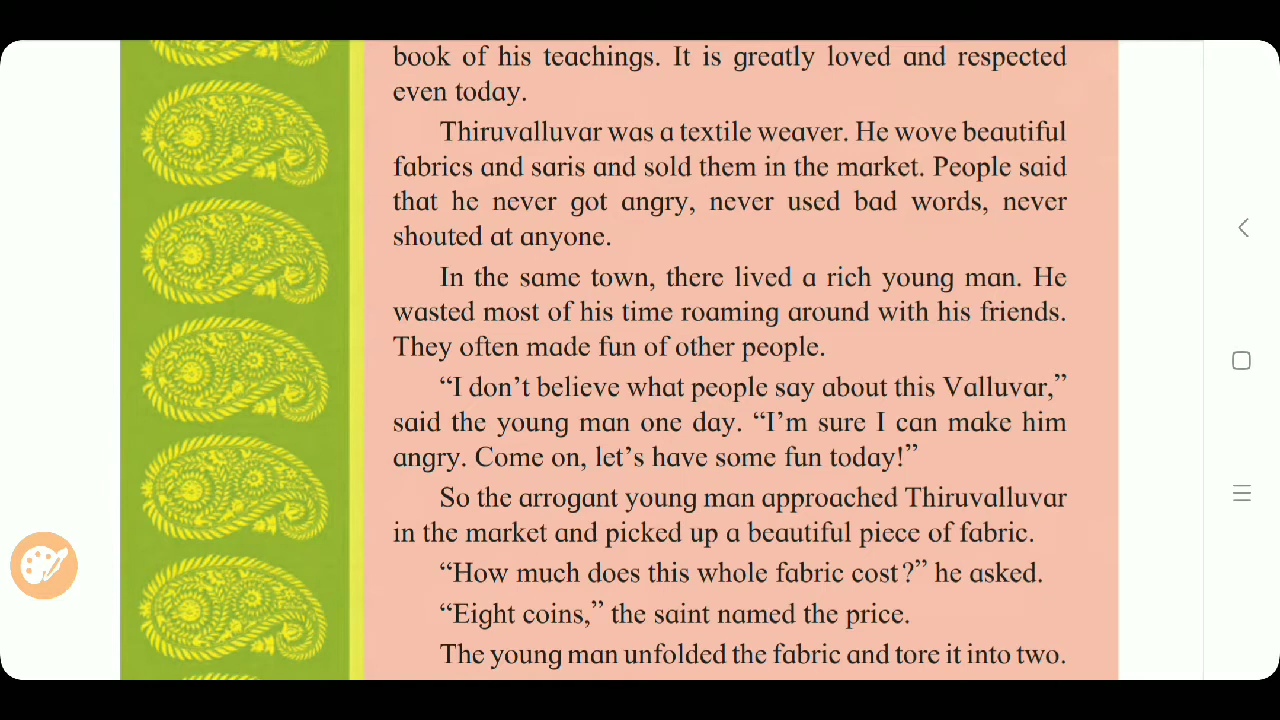 book of his teachings. It is greatly loved and respected
even today.
Thiruvalluvar was a textile weaver. He wove beautiful
fabrics and saris and sold them in the market. People said
that he never got angry, never used bad words, never
shouted at anyone.
In the same town, there lived a rich young man. He
wasted most of his time roaming around with his friends.
They often made fun of other people.
“I don’t believe what people say about this Valluvar,”
said the young man one day. “I’m sure I can make him
angry. Come on, let’s have some fun today!”
So the arrogant young man approached Thiruvalluvar
in the market and picked up a beautiful piece of fabric.
“How much does this whole fabric cost?” he asked.
“Eight coins,” the saint named the price.
The young man unfolded the fabric and tore it into two.